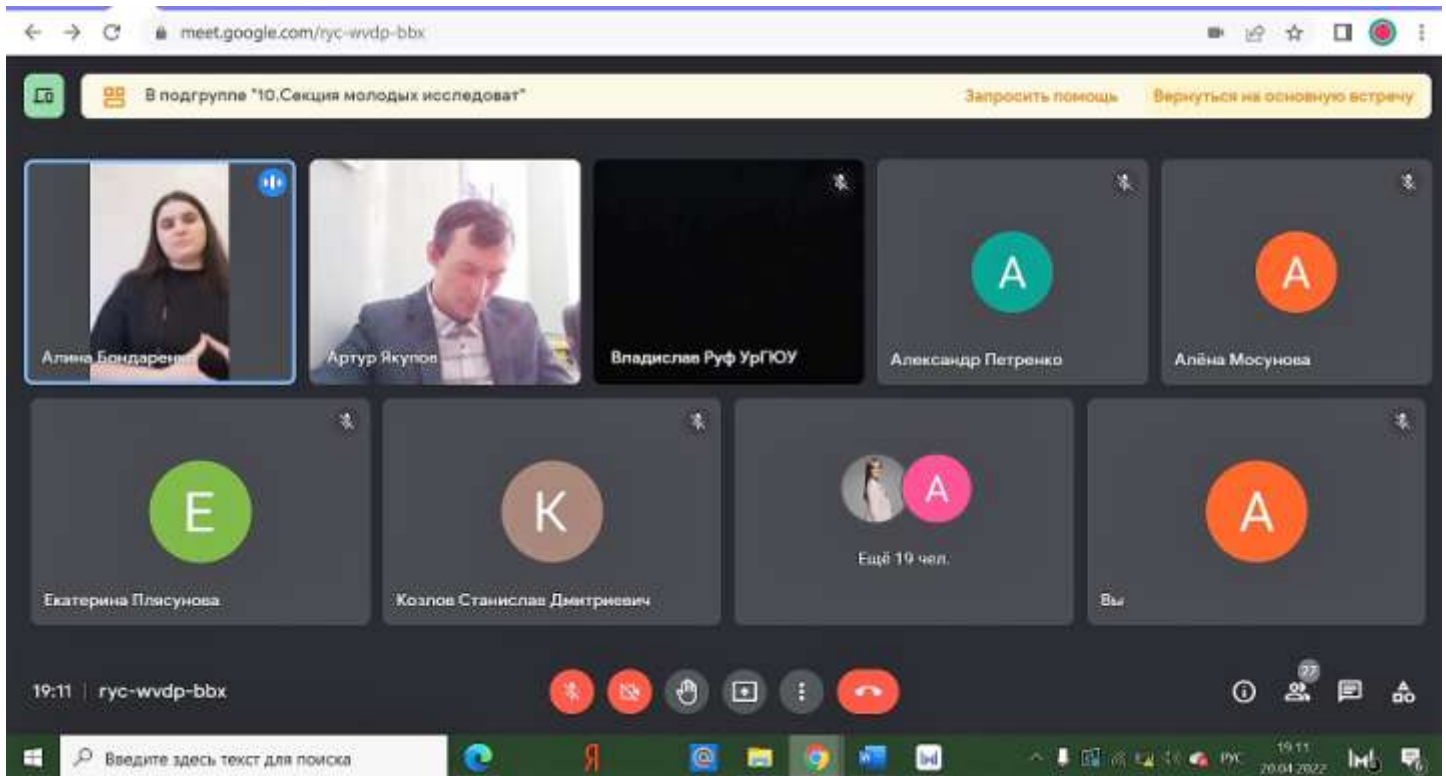 meet.google.com/ryc-wvdp-bbx
В подгруппе "10.Секция молодых исследоват"
Запросить помощь
Вернуться на основную встречу
Алина Бондаренко
Артур Якупов
Владислав Руф УрГЮУ
Александр Петренко
Алёна Мосунова
A
A
E
Екатерина Плясунова
K
Козлов Станислав Дмитриевич
A
Ещё 19 чел.
A
Вы
19:11 | ryc-wvdp-bbx
27
Введите здесь текст для поиска
Я
РУС
19:11
20.04.2022